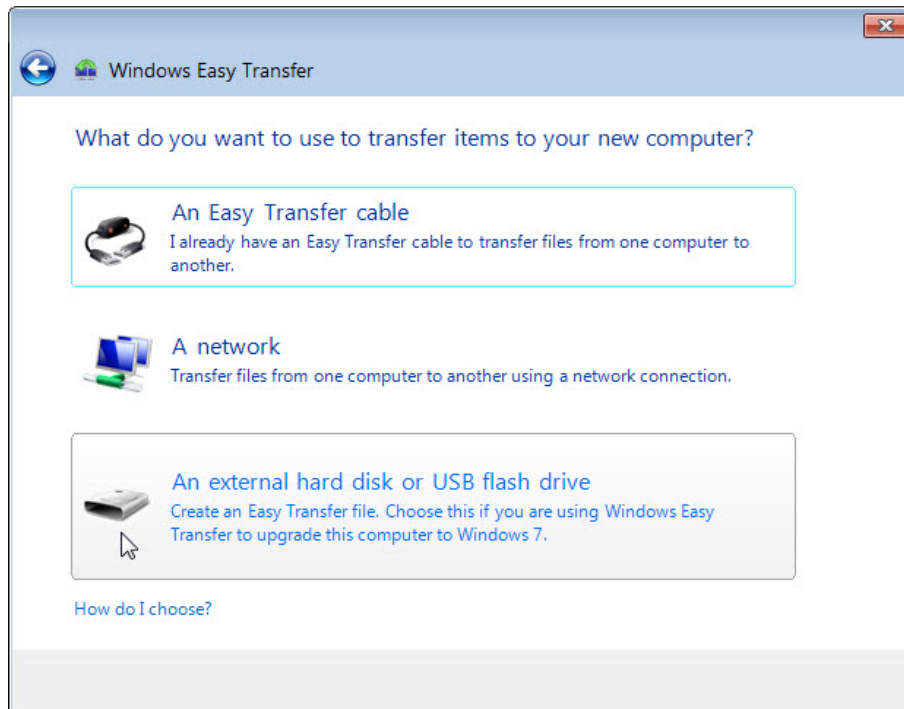 Windows Easy Transfer
What do you want to use to transfer items to your new computer?
An Easy Transfer cable
I already have an Easy Transfer cable to transfer files from one computer to
another.
A network
Transfer files from one computer to another using a network connection.
An external hard disk or USB flash drive
Create an Easy Transfer file. Choose this if you are using Windows Easy
Transfer to upgrade this computer to Windows 7.
How do I choose?